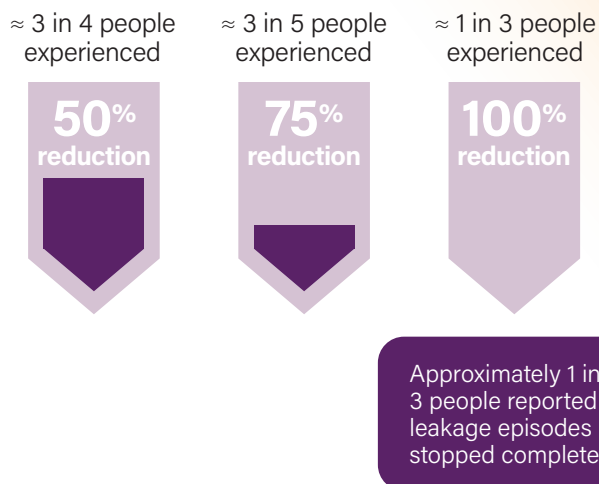 ≈ 3 in 4 people
experienced
50%
reduction
≈ 3 in 5 people
experienced
75%
reduction
≈ 1 in 3 people
experienced
100%
reduction
Approximately 1 in
3 people reported
leakage episodes
stopped